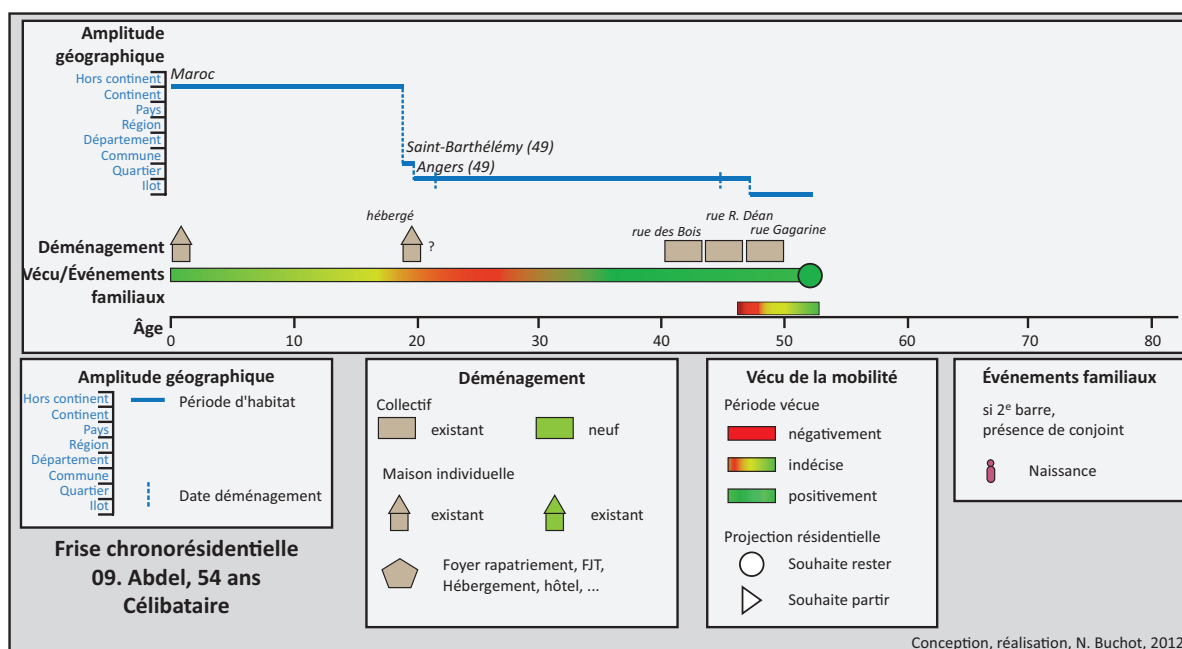 Amplitude
géographique
Hors continent
Continent
Pays
Région
Département
Commune
Quartier
Ilot
Maroc
Saint-Barthélémy (49)
Angers (49)
hébergé
?
rue des Bois
rue R. Déan
rue Gagarine
Déménagement
Vécu/Événements
familiaux
Âge
0 10 20 30 40 50 60 70 80
Amplitude géographique
Hors continent
Continent
Pays
Région
Département
Commune
Quartier
Ilot
Période d'habitat
Date déménagement
Frise chronorésidentielle
09. Abdel, 54 ans
Célibataire
Déménagement
Collectif
existant neuf
Maison individuelle
existant existant
Foyer rapatriement, FJT,
Hébergement, hôtel, ...
Vécu de la mobilité
Période vécue
négativement
indécise
positivement
Projection résidentielle
Souhaite rester
Souhaite partir
Événements familiaux
si 2e barre,
présence de conjoint
Naissance
Conception, réalisation, N. Buchot, 2012